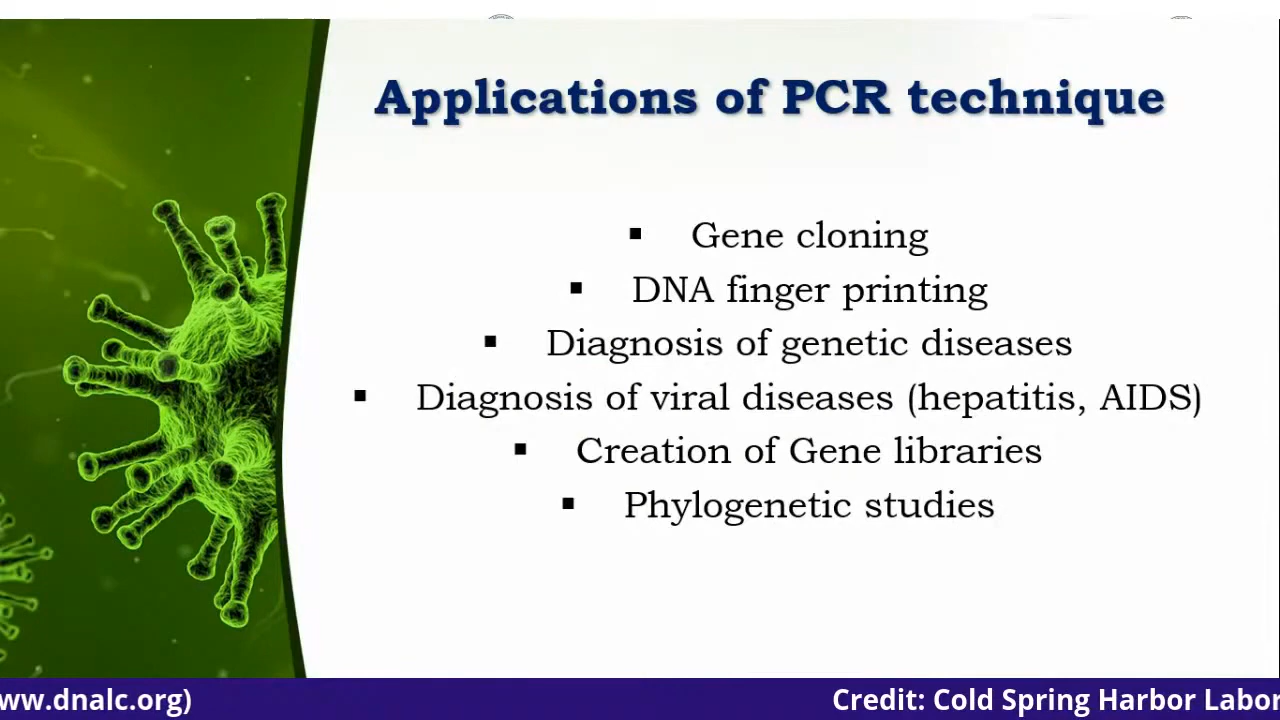 Applications of PCR technique
▪ Gene cloning
▪ DNA finger printing
▪ Diagnosis of genetic diseases
▪ Diagnosis of viral diseases (hepatitis, AIDS)
▪ Creation of Gene libraries
▪ Phylogenetic studies
ww.dnalc.org) Credit: Cold Spring Harbor Labor